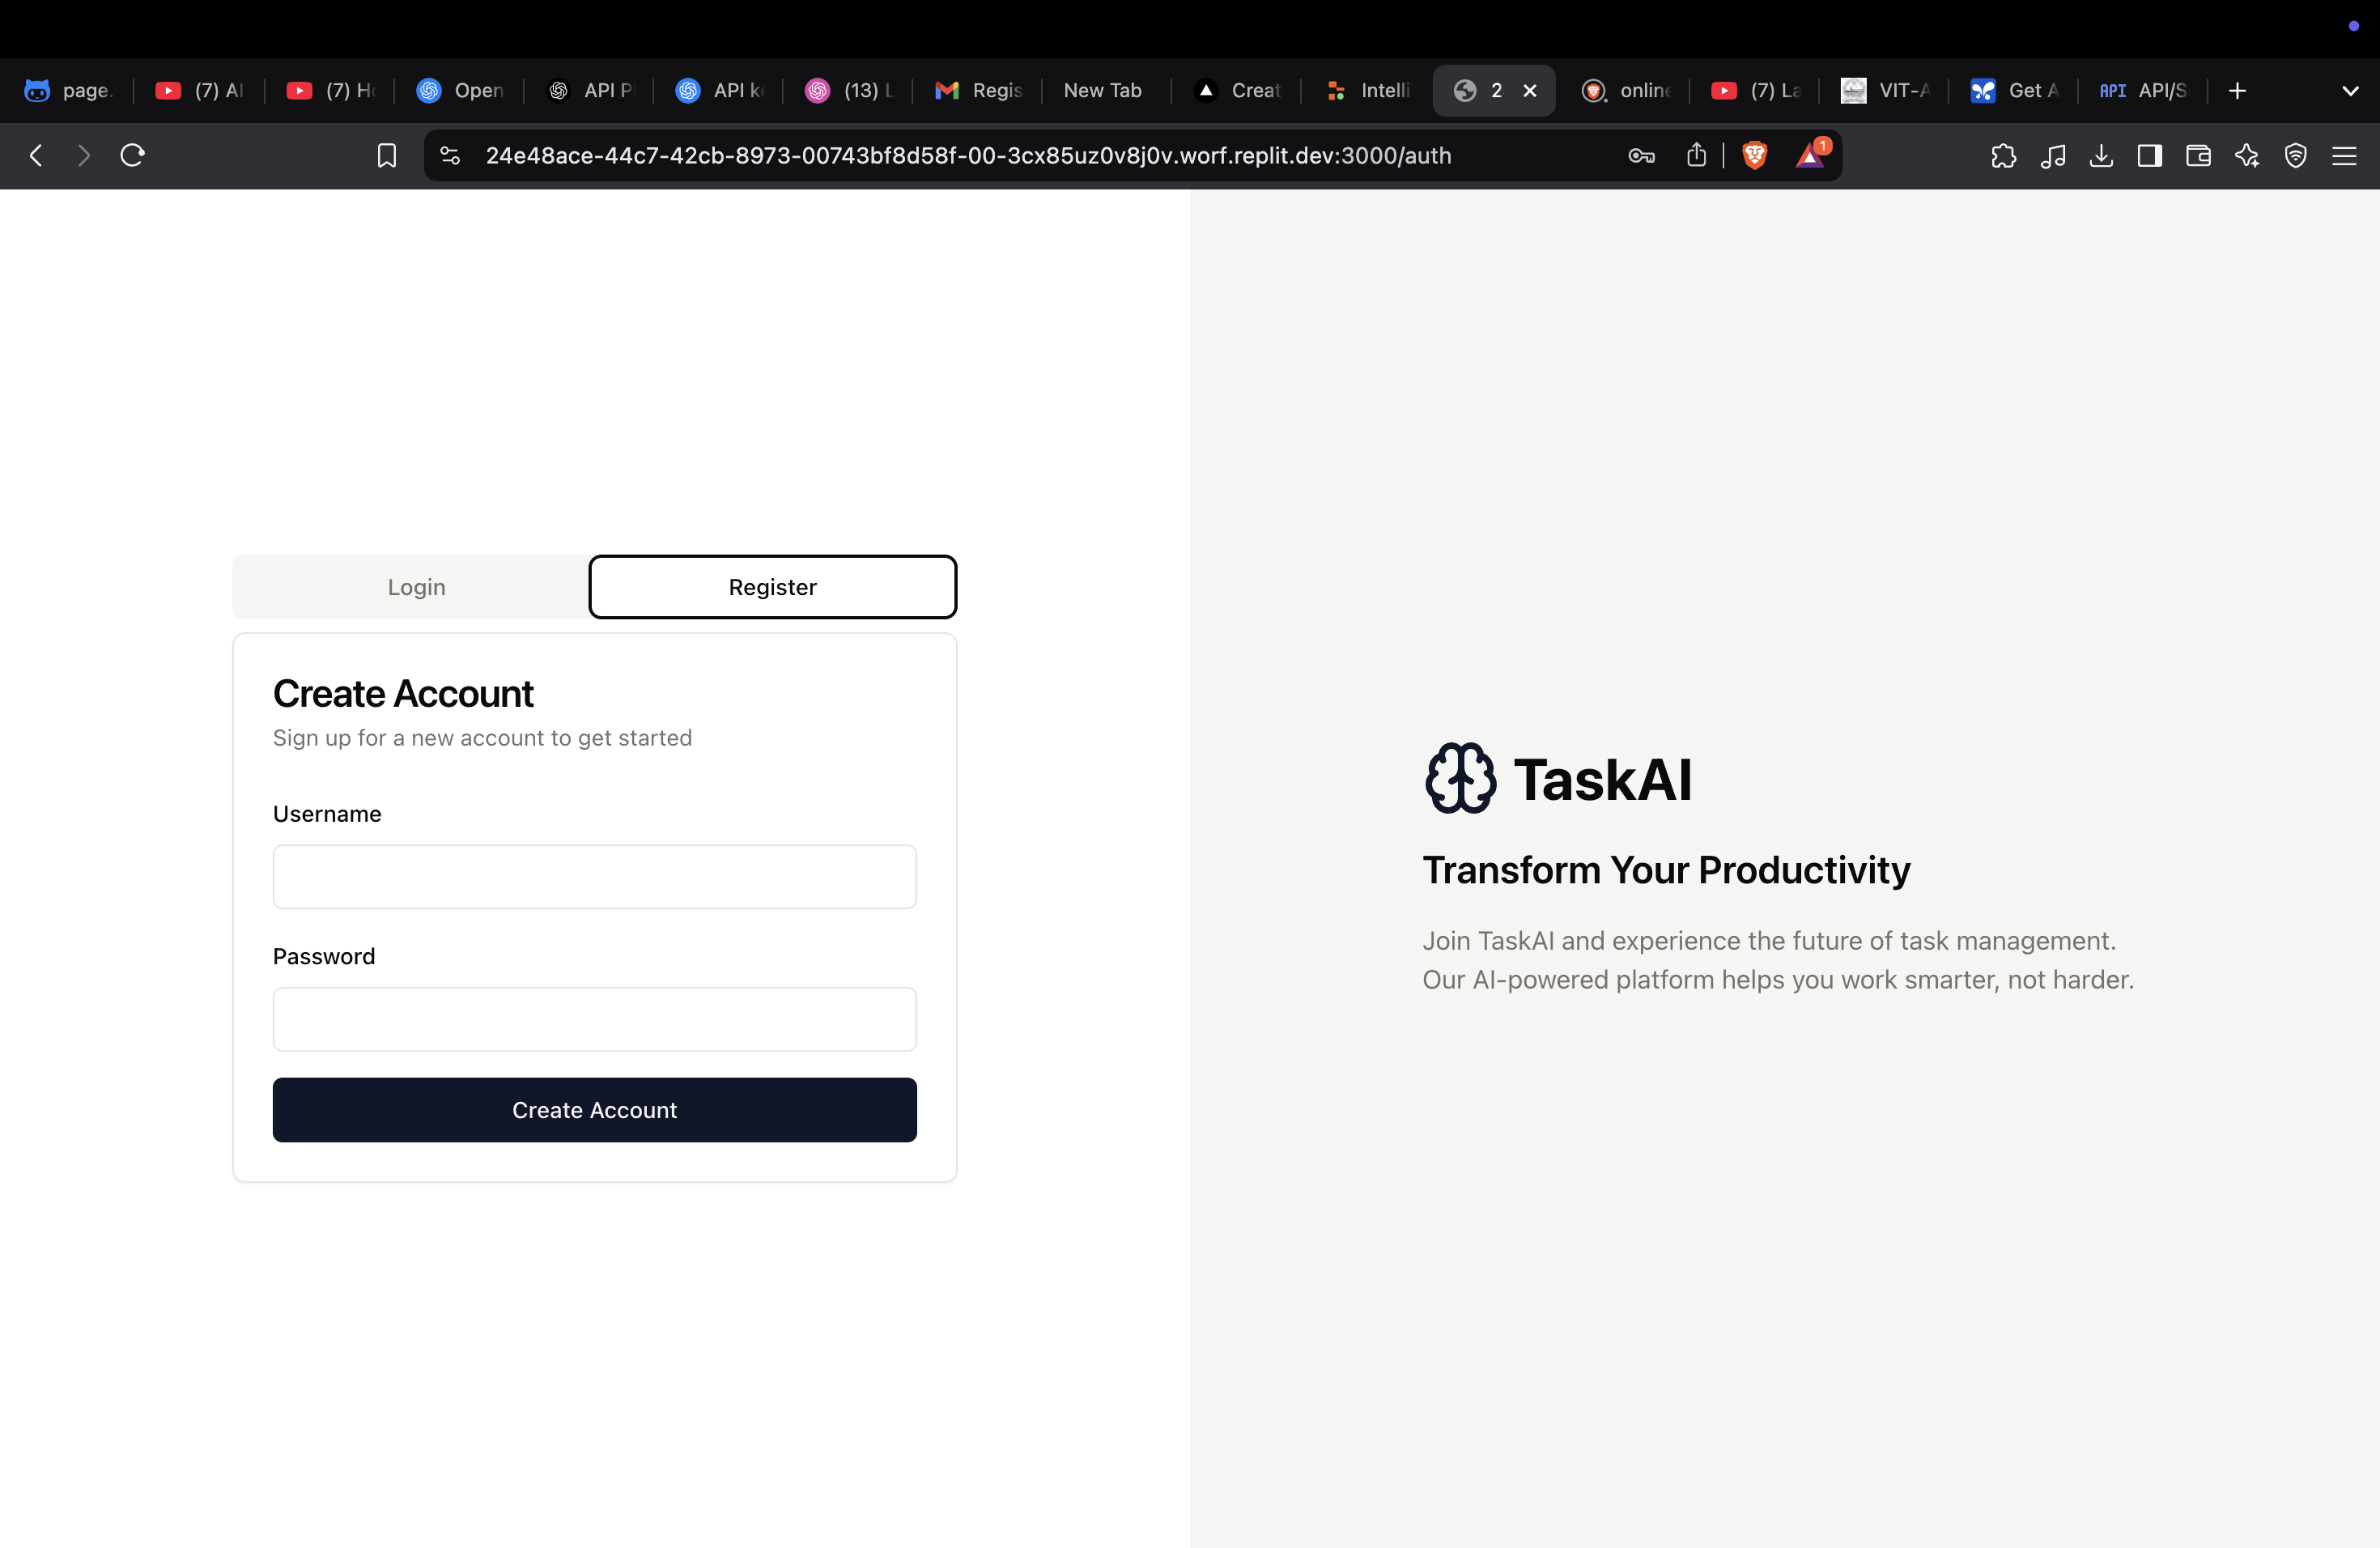 page.
(7) AI
(7) Ho
Open
API Pl
API ke
(13) L
Regis
New Tab
Creat
Intelli
2
online
(7) La
VIT-A
Get A
API API/S
24e48ace-44c7-42cb-8973-00743bf8d58f-00-3cx85uz0v8j0v.worf.replit.dev:3000/auth
1
Login
Register
Create Account
Sign up for a new account to get started
Username
Password
Create Account
TaskAI
Transform Your Productivity
Join TaskAI and experience the future of task management.
Our AI-powered platform helps you work smarter, not harder.